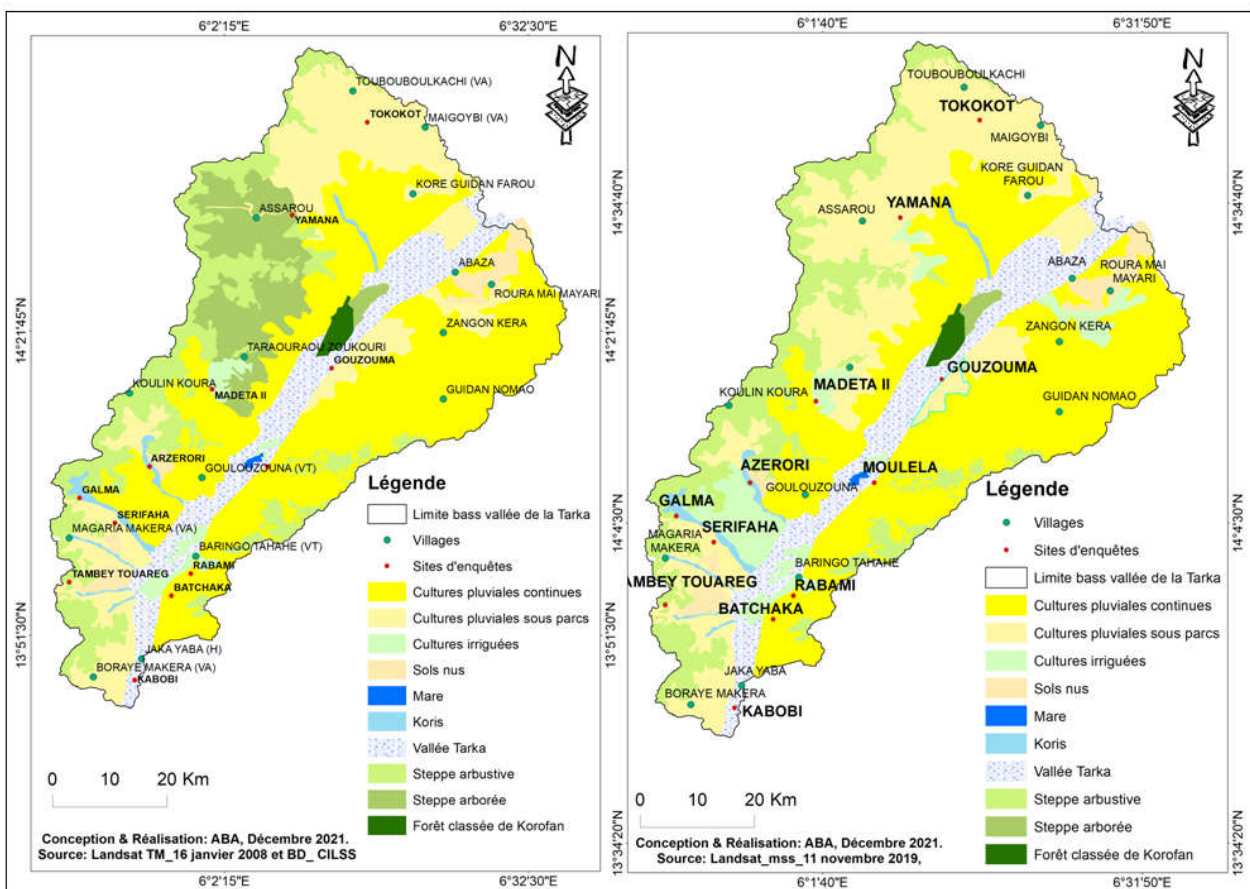 6°2'15"E
6°32'30"E
N
TOUBOUBOULKACHI (VA)
TOKOKOT
MAIGOYBI (VA)
KORE GUIDAN FAROU
ASSAROU
YAMANA
ABAZA
ROURA MAI MAYARI
ZANGON KERA
TARAOURAOU ZOUKOURI
GOUZOUMA
KOULIN KOURA
MADETA II
GUIDAN NOMAO
ARZERORI
GOULOUZOUNA (VT)
GALMA
SERIFAHA
MAGARIA MAKERA (VA)
BARINGO TAHAHE (VT)
RABAMI
TAMBEY TOUAREG
BATCHAKA
JAKA YABA (H)
BORAYE MAKERA (VA)
KABOBI
14°21'45"N
13°51'30"N
Légende
Limite bass vallée de la Tarka
Villages
Sites d'enquêtes
Cultures pluviales continues
Cultures pluviales sous parcs
Cultures irriguées
Sols nus
Mare
Koris
Vallée Tarka
Steppe arbustive
Steppe arborée
Forêt classée de Korofan
0 10 20 Km
Conception & Réalisation: ABA, Décembre 2021.
Source: Landsat TM_16 janvier 2008 et BD_ CILSS
6°2'15"E
6°32'30"E
6°1'40"E
6°31'50"E
N
TOUBOUBOULKACHI
TOKOKOT
MAIGOYBI
KORE GUIDAN
FAROU
YAMANA
ASSAROU
ABAZA
ROURA MAI
MAYARI
ZANGON KERA
GOUZOUMA
MADETA II
KOULIN KOURA
GUIDAN NOMAO
AZERORI
MOULELA
GOULOUZOUNA
GALMA
SERIFAHA
MAGARIA
MAKERA
BARINGO TAHAHE
TAMBEY TOUAREG
RABAMI
BATCHAKA
JAKA YABA
BORAYE MAKERA
KABOBI
14°34'40"N
14°4'30"N
13°34'20"N
Légende
Villages
Sites d'enquêtes
Limite bass vallée de la Tarka
Cultures pluviales continues
Cultures pluviales sous parcs
Cultures irriguées
Sols nus
Mare
Koris
Vallée Tarka
Steppe arbustive
Steppe arborée
Forêt classée de Korofan
0 10 20 Km
Conception & Réalisation: ABA, Décembre 2021.
Source: Landsat_mss_11 novembre 2019,
6°1'40"E
6°31'50"E
14°21'45"N
13°51'30"N
14°34'40"N
14°4'30"N
13°34'20"N